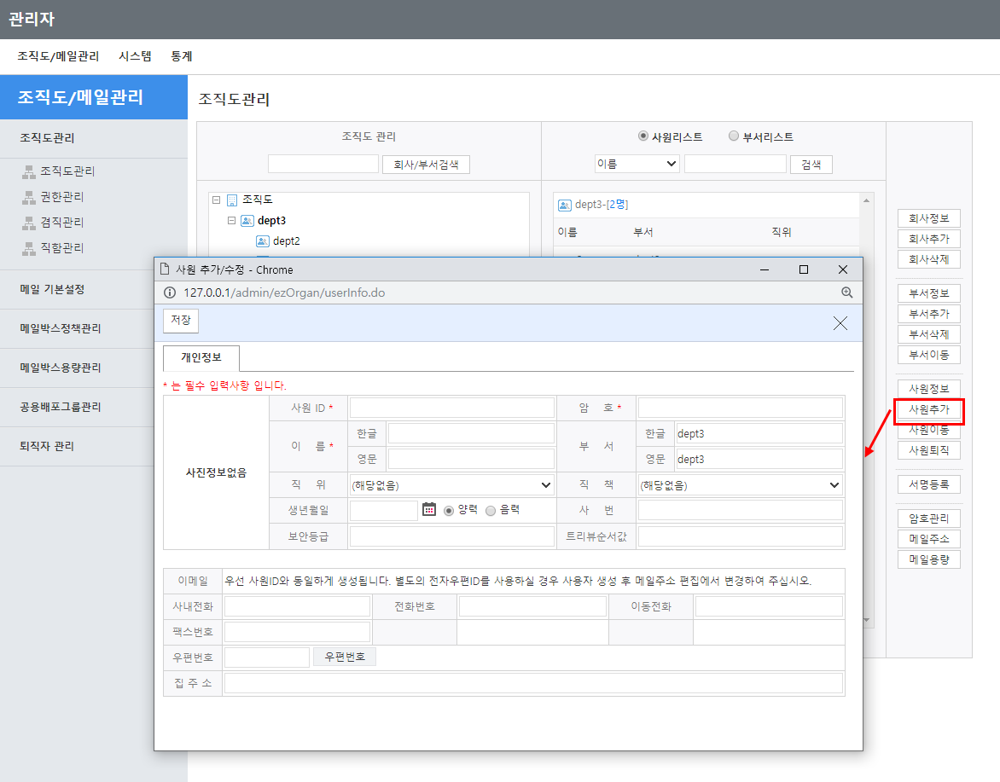 관리자
조직도/메일관리 시스템 통계
조직도/메일관리
조직도관리
조직도관리
권한관리
겸직관리
직함관리
메일 기본설정
메일박스정책관리
메일박스용량관리
공용배포그룹관리
퇴직자 관리
조직도관리
조직도 관리
회사/부서검색
사원리스트 부서리스트
이름 검색
조직도
dept3
dept2
dept3-[2명]
이름 부서 직위
회사정보
회사추가
회사삭제
부서정보
부서추가
부서삭제
부서이동
사원정보
사원추가
사원이동
사원퇴직
서명등록
암호관리
메일주소
메일용량
사원 추가/수정 - Chrome
127.0.0.1/admin/ezOrgan/userInfo.do
저장
개인정보
* 는 필수 입력사항 입니다.
사진정보없음
사원 ID * 암 호 *
이 름 * 한글 부 서 한글 dept3
영문 영문 dept3
직 위 (해당없음) 직 책 (해당없음)
생년월일 양력 음력 사 번
보안등급 트리뷰순서값
이메일 우선 사원ID와 동일하게 생성됩니다. 별도의 전자우편ID를 사용하실 경우 사용자 생성 후 메일주소 편집에서 변경하여 주십시오.
사내전화 전화번호 이동전화
팩스번호
우편번호 우편번호
집 주 소